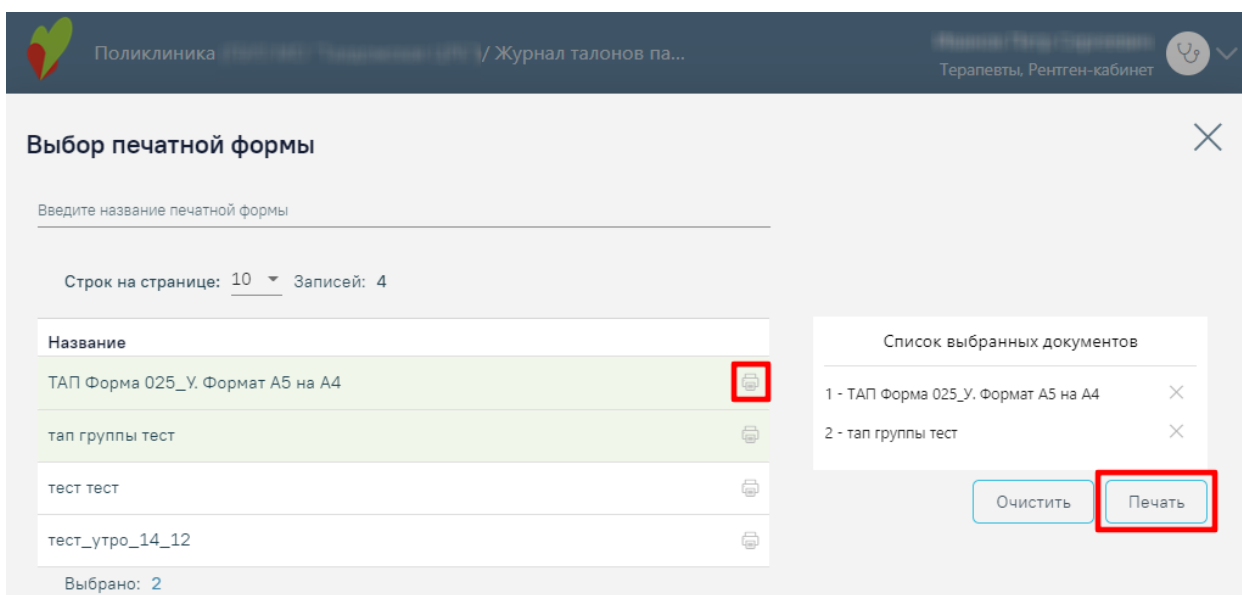 Поликлиника / Журнал талонов па...
Терапевты, Рентген-кабинет
Выбор печатной формы
Введите название печатной формы
Строк на странице: 10 Записей: 4
Название
ТАП Форма 025_У. Формат А5 на А4
тап группы тест
тест тест
тест_утро_14_12
Выбрано: 2
Список выбранных документов
1 - ТАП Форма 025_У. Формат А5 на А4
2 - тап группы тест
Очистить Печать